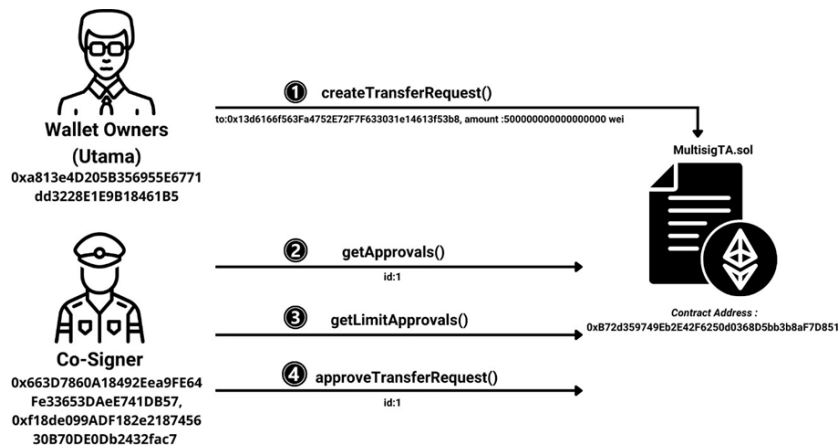 1 createTransferRequest()
to:0x13d6166f563Fa4752E72F7F633031e14613f53b8, amount :500000000000000000 wei
Wallet Owners
(Utama)
0xa813e4D205B356955E6771
dd3228E1E9B18461B5
MultisigTA.sol
2 getApprovals()
id:1
3 getLimitApprovals()
Contract Address :
0xB72d359749Eb2E42F6250d0368D5bb3b8aF7D851
Co-Signer
0x663D7860A18492Eea9FE64
Fe33653DAeE741DB57,
0xf18de099ADF182e2187456
30B70DE0Db2432fac7
4 approveTransferRequest()
id:1